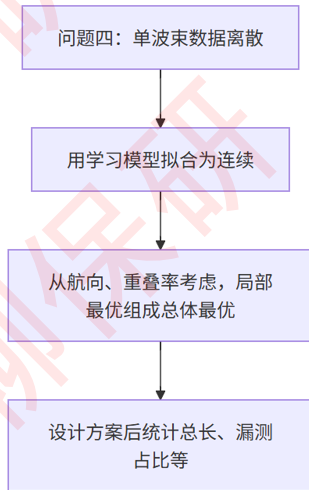 问题四：单波束数据离散
用学习模型拟合为连续
从航向、重叠率考虑，局部
最优组成总体最优
设计方案后统计总长、漏测
占比等
保研